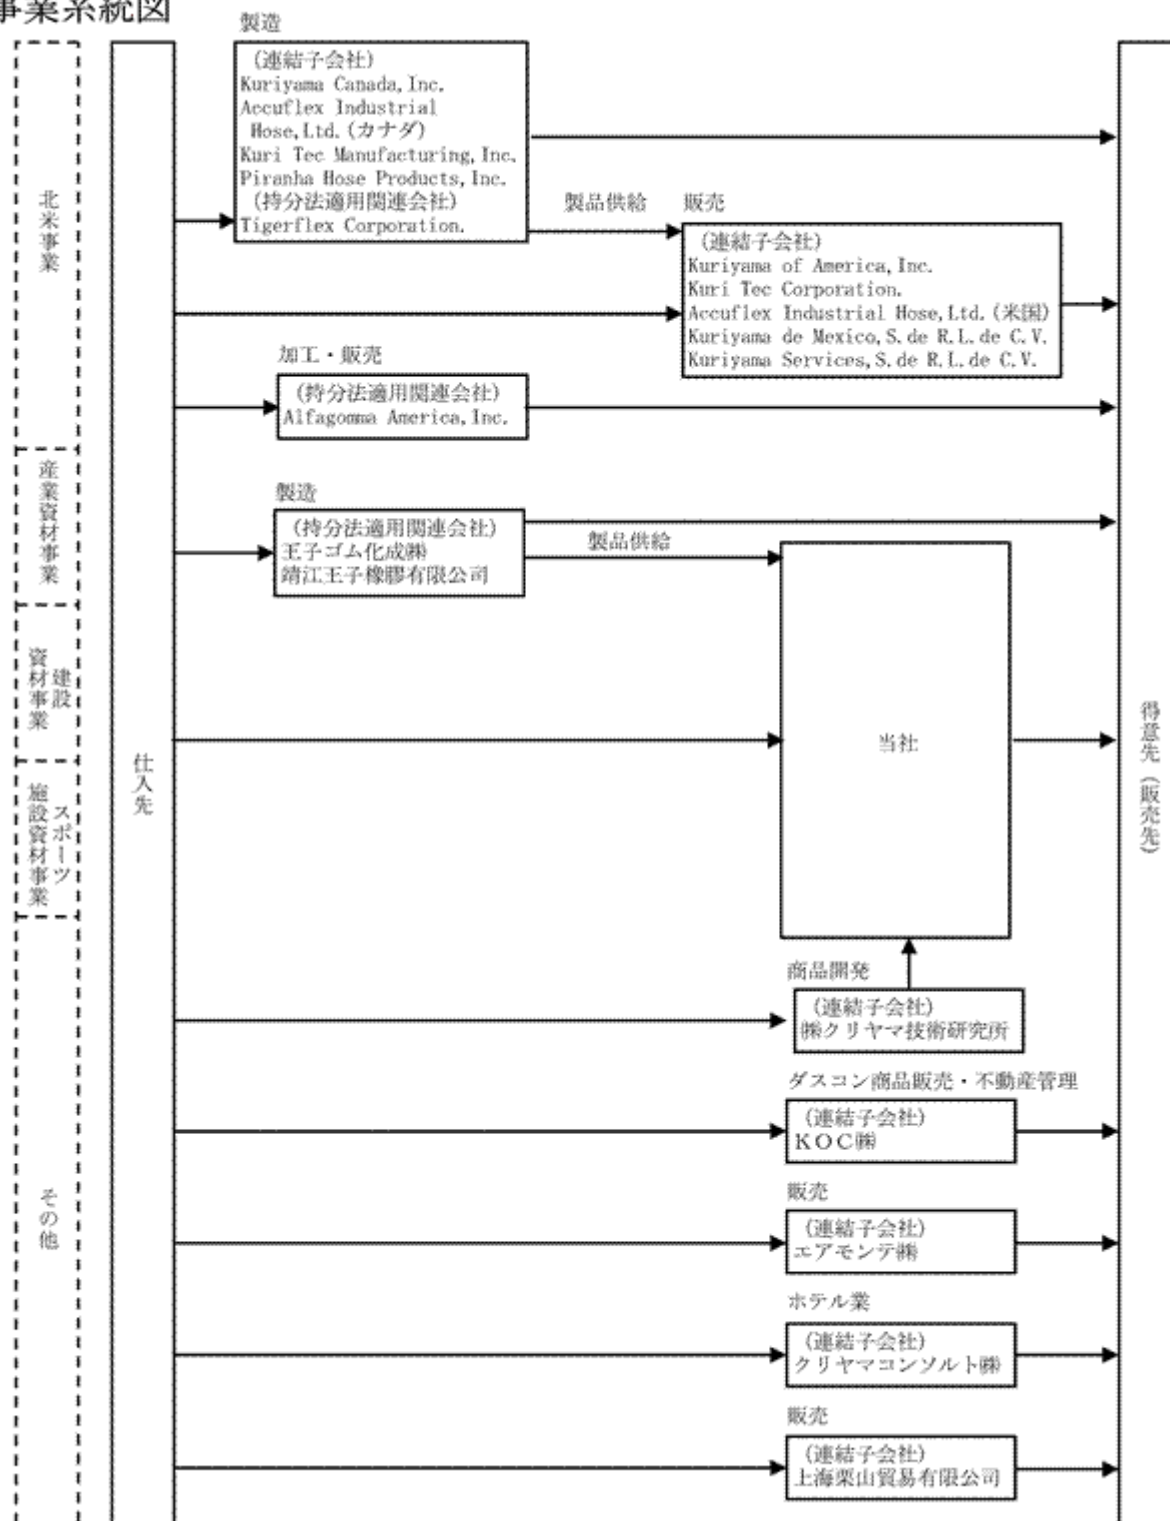 事業系統図
製造
(連結子会社)
Kuriyama Canada,Inc.
Accuflex Industrial
Hose,Ltd.(カナダ)
Kuri Tec Manufacturing,Inc.
Piranha Hose Products,Inc.
(持分法適用関連会社)
Tigerflex Corporation.
北米事業
製品供給
販売
(連結子会社)
Kuriyama of America,Inc.
Kuri Tec Corporation.
Accuflex Industrial Hose,Ltd.(米国)
Kuriyama de Mexico,S.de R.L.de C.V.
Kuriyama Services,S.de R.L.de C.V.
加工・販売
(持分法適用関連会社)
Alfagomma America,Inc.
産業資材事業
製造
(持分法適用関連会社)
王子ゴム化成㈱
靖江王子橡膠有限公司
製品供給
建設
資材事業
スポーツ
施設資材事業
仕入先
当社
得意先(販売先)
商品開発
(連結子会社)
㈱クリヤマ技術研究所
ダスコン商品販売・不動産管理
(連結子会社)
KOC㈱
その他
販売
(連結子会社)
エアモンテ㈱
ホテル業
(連結子会社)
クリヤマコンソルト㈱
販売
(連結子会社)
上海栗山貿易有限公司